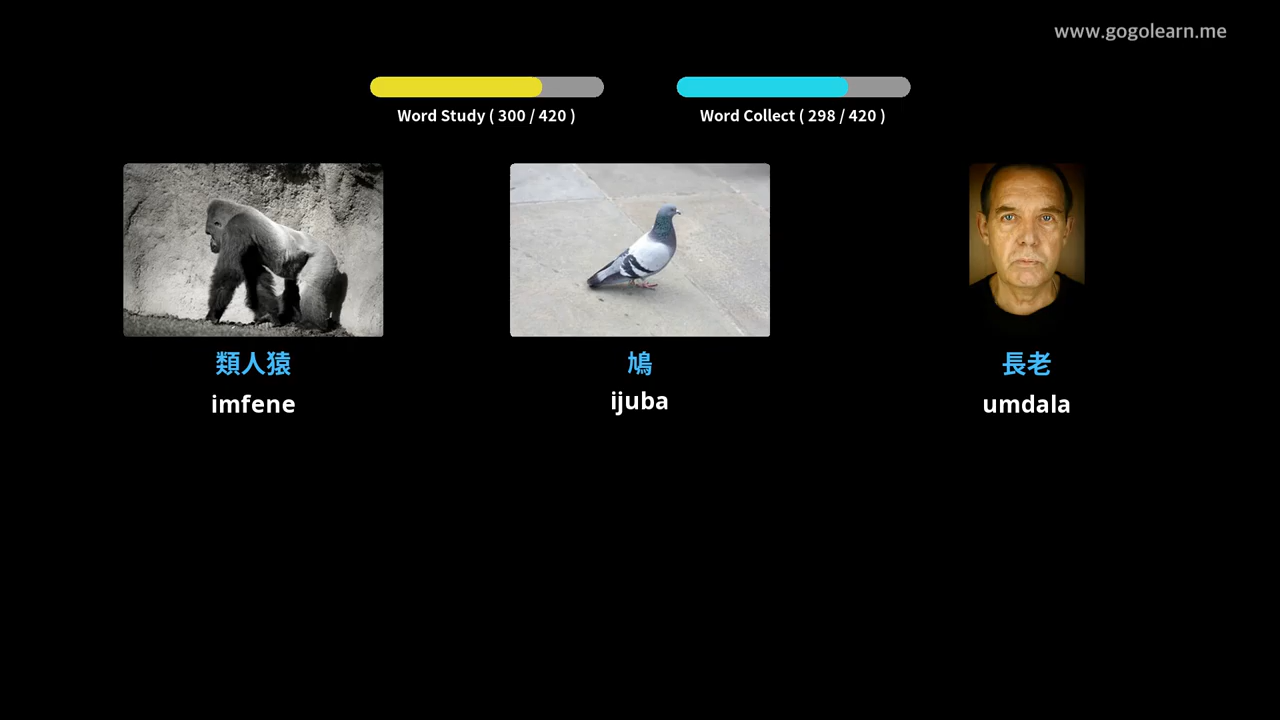 www.gogolearn.me
Word Study ( 300 / 420 )
Word Collect ( 298 / 420 )
類人猿
imfene
鳩
ijuba
長老
umdala